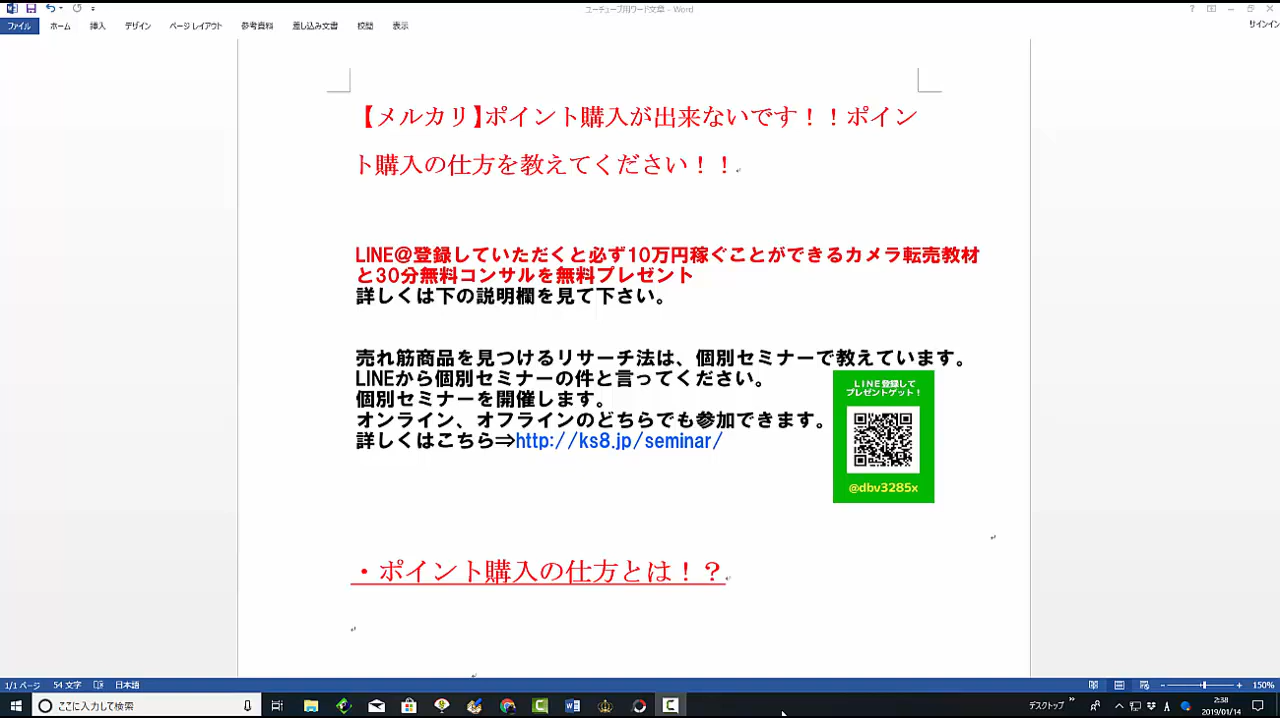 ユーチューブ用ワード文章 - Word
ファイル ホーム 挿入 デザイン ページ レイアウト 参考資料 差し込み文書 校閲 表示 サインイン
【メルカリ】ポイント購入が出来ないです！！ポイン
ト購入の仕方を教えてください！！
LINE@登録していただくと必ず10万円稼ぐことができるカメラ転売教材
と30分無料コンサルを無料プレゼント
詳しくは下の説明欄を見て下さい。
売れ筋商品を見つけるリサーチ法は、個別セミナーで教えています。
LINEから個別セミナーの件と言ってください。
個別セミナーを開催します。
オンライン、オフラインのどちらでも参加できます。
詳しくはこちら⇒http://ks8.jp/seminar/
LINE登録して
プレゼントゲット！
@dbv3285x
・ポイント購入の仕方とは！？
1/1 ページ 54 文字 日本語 150%
ここに入力して検索 デスクトップ 2:38
2019/01/14